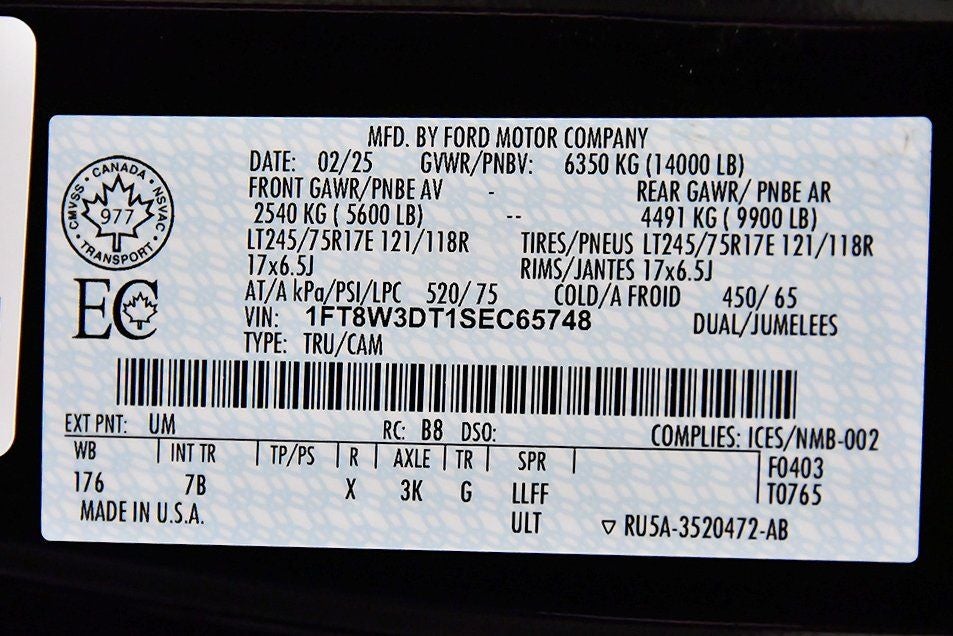 MFD. BY FORD MOTOR COMPANY
DATE: 02/25 GVWR/PNBV: 6350 KG (14000 LB)
FRONT GAWR/PNBE AV - REAR GAWR/ PNBE AR
2540 KG ( 5600 LB) -- 4491 KG ( 9900 LB)
LT245/75R17E 121/118R TIRES/PNEUS LT245/75R17E 121/118R
17x6.5J RIMS/JANTES 17x6.5J
AT/A kPa/PSI/LPC 520/ 75 COLD/A FROID 450/ 65
VIN: 1FT8W3DT1SEC65748 DUAL/JUMELEES
TYPE: TRU/CAM
CANADA
CMVSS · NSVAC
977
TRANSPORT
EC
EXT PNT: UM RC: B8 DSO: COMPLIES: ICES/NMB-002
WB | INT TR | TP/PS | R | AXLE | TR | SPR | F0403
176 7B X 3K G LLFF T0765
MADE IN U.S.A. ULT ▽ RU5A-3520472-AB